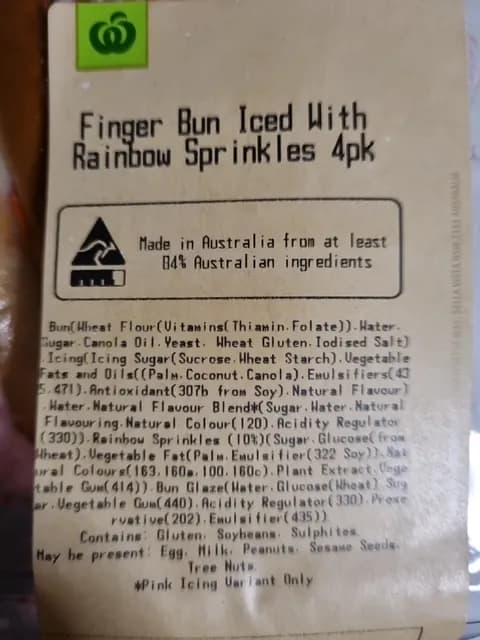 Finger Bun Iced With
Rainbow Sprinkles 4pk
Made in Australia from at least
84% Australian ingredients
Bun(Wheat Flour(Vitamins(Thiamin.Folate)).Water.
Sugar.Canola Oil.Yeast. Wheat Gluten.Iodised Salt)
.Icing(Icing Sugar(Sucrose.Wheat Starch).Vegetable
Fats and Oils((Palm.Coconut.Canola).Emulsifiers(43
5.471).Antioxidant(307b from Soy).Natural Flavour)
.Water.Natural Flavour Blend*(Sugar.Water.Natural
Flavouring.Natural Colour(120).Acidity Regulator
(330)).Rainbow Sprinkles (10%)(Sugar.Glucose(from
Wheat).Vegetable Fat(Palm.Emulsifier(322 Soy)).Nat
ural Colours(163.160a.100.160c).Plant Extract.Vege
table Gum(414)).Bun Glaze(Water.Glucose(Wheat) Sug
ar.Vegetable Gum(440).Acidity Regulator(330).Prese
rvative(202).Emulsifier(435))
Contains: Gluten. Soybeans. Sulphites.
May be present: Egg. Milk. Peanuts. Sesame Seeds.
Tree Nuts.
*Pink Icing Variant Only